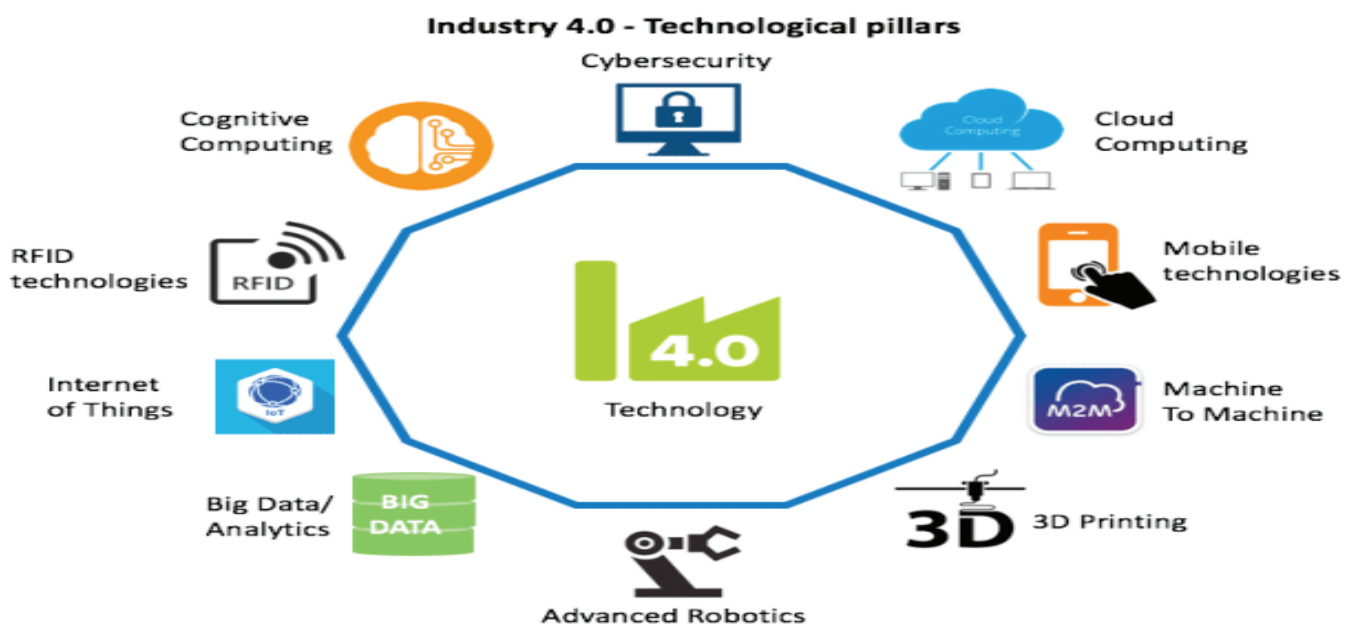 Industry 4.0 - Technological pillars
Cybersecurity
Cognitive
Computing
Cloud
Computing
Cloud
Computing
RFID
technologies
RFID
Mobile
technologies
4.0
Technology
Internet
of Things
IoT
M2M
Machine
To Machine
Big Data/
Analytics
BIG
DATA
3D
3D Printing
Advanced Robotics